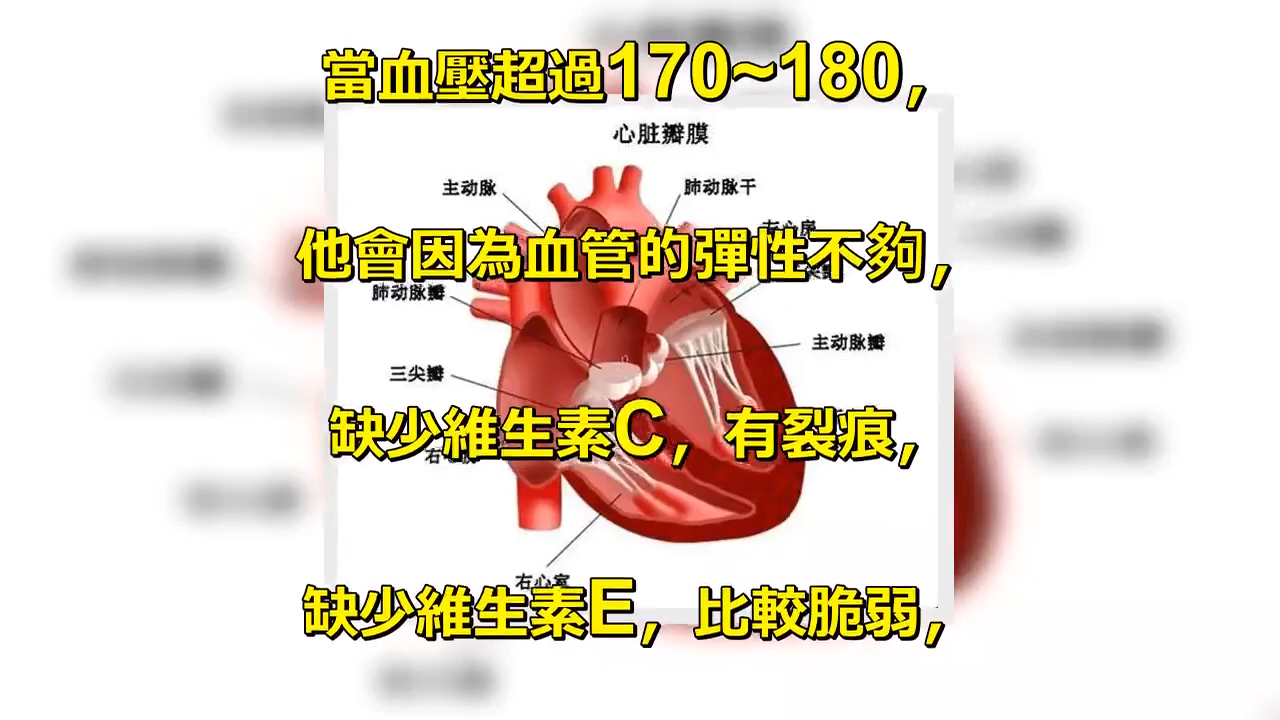 當血壓超過170~180，
心脏瓣膜
主动脉
肺动脉干
他會因為血管的彈性不夠，
肺动脉瓣
主动脉瓣
三尖瓣
缺少維生素C，有裂痕，
右心室
缺少維生素E，比較脆弱，